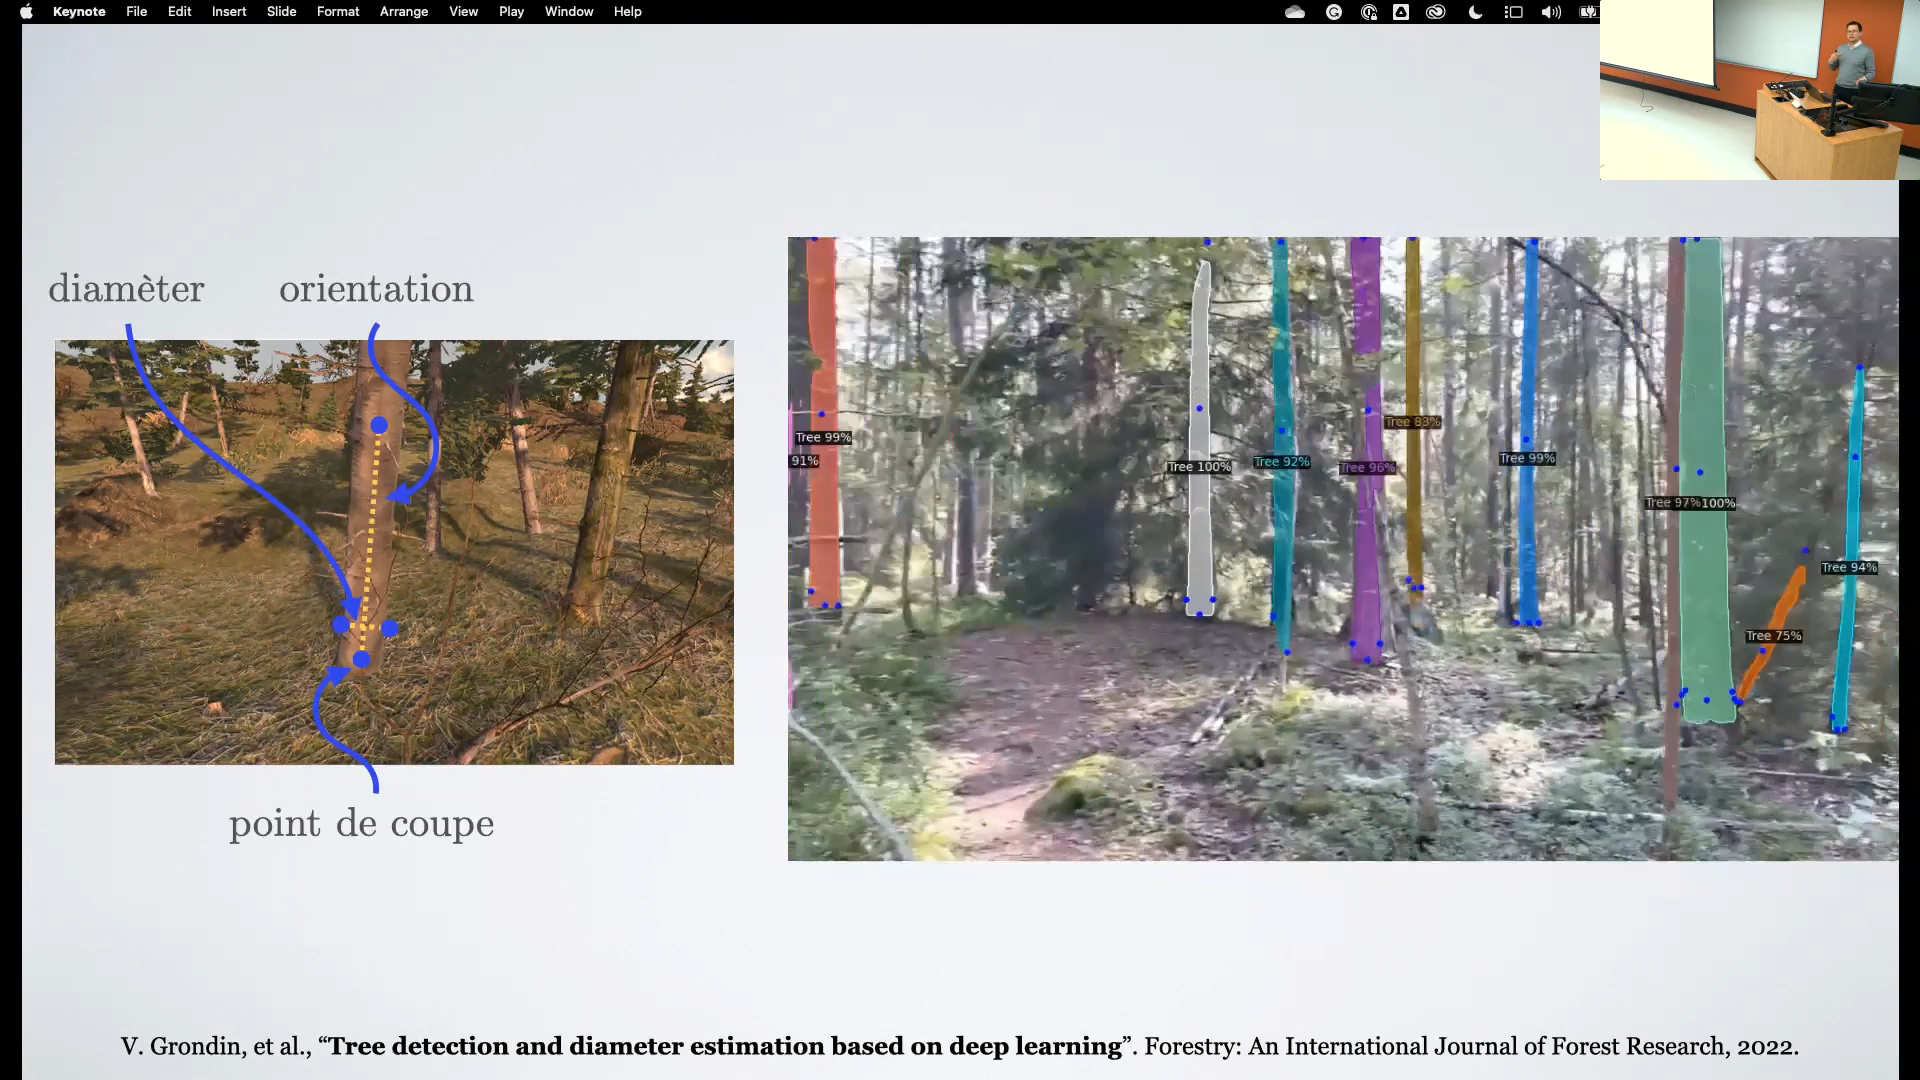 Keynote File Edit Insert Slide Format Arrange View Play Window Help
diamèter orientation
point de coupe
Tree 99%
91%
Tree 100%
Tree 92%
Tree 96%
Tree 83%
Tree 99%
Tree 97%100%
Tree 94%
Tree 75%
V. Grondin, et al., “Tree detection and diameter estimation based on deep learning”. Forestry: An International Journal of Forest Research, 2022.